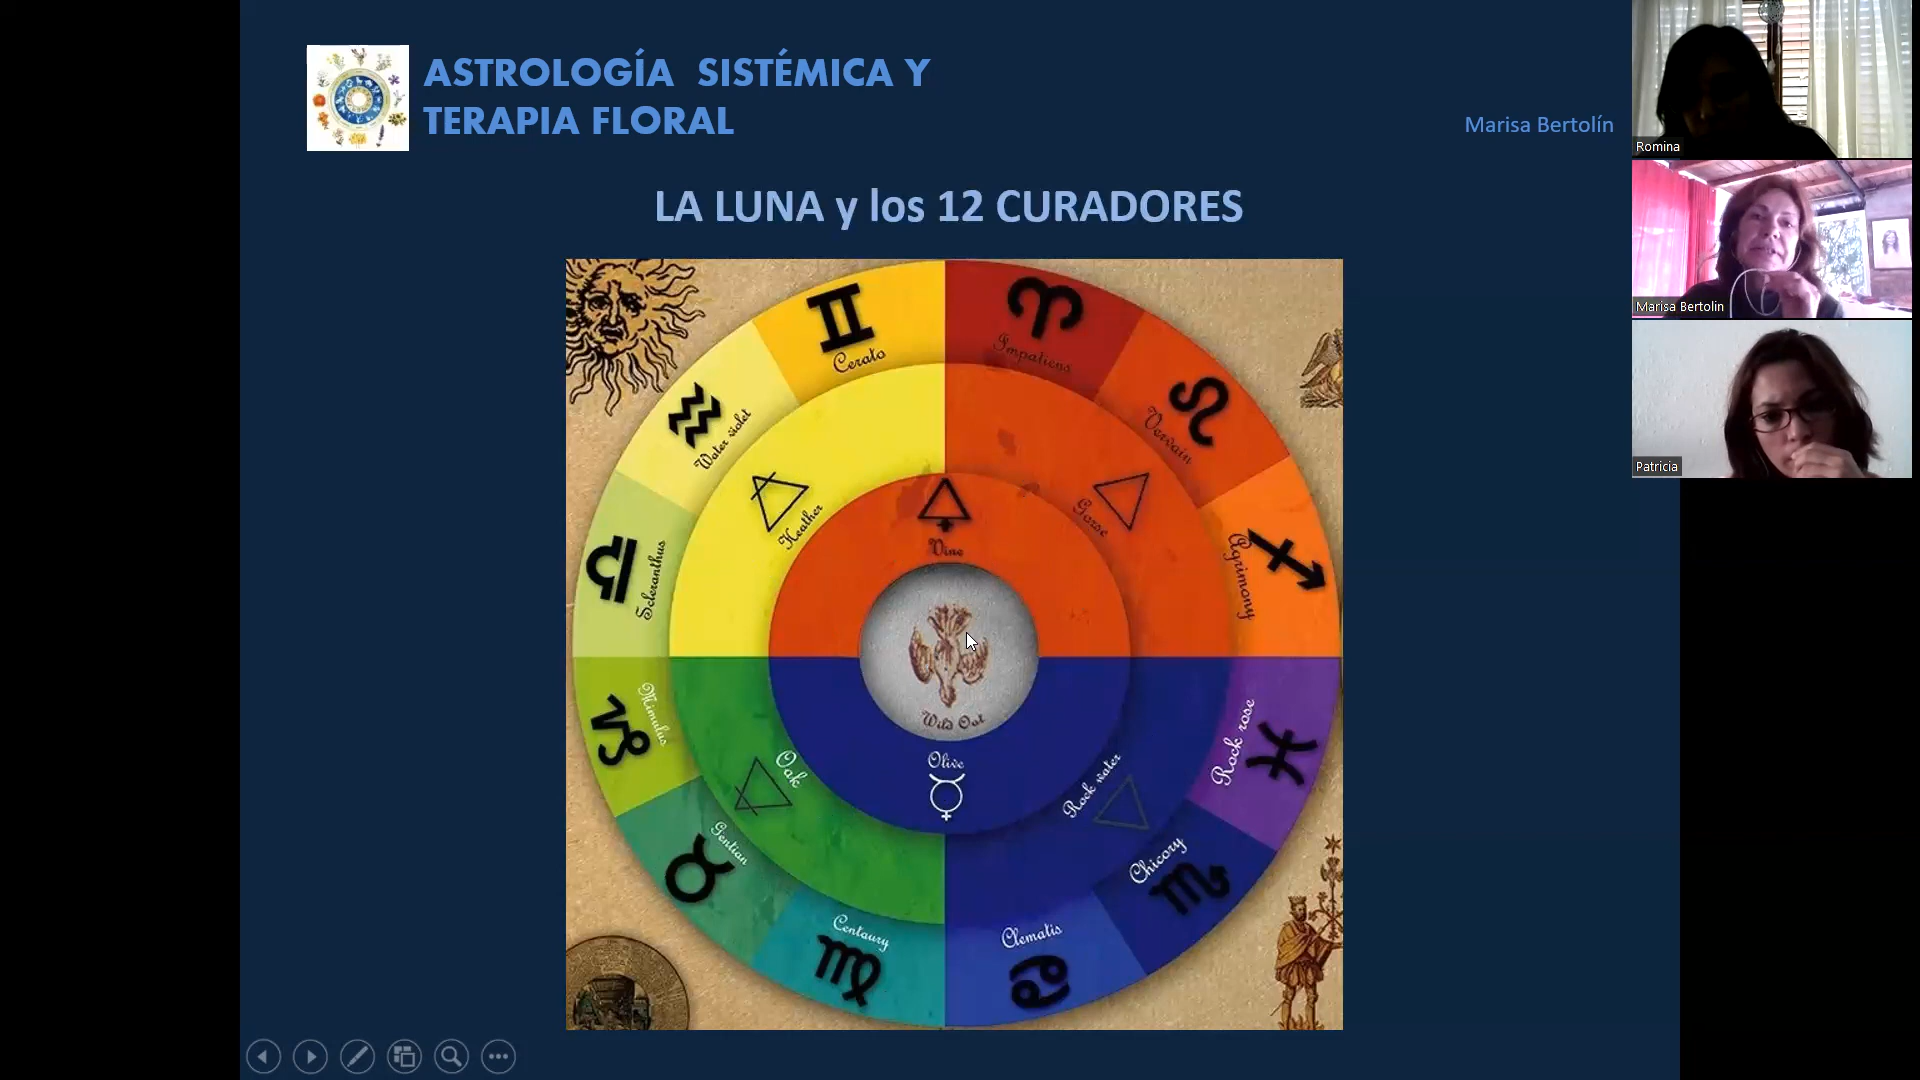 ASTROLOGÍA SISTÉMICA Y
TERAPIA FLORAL
Marisa Bertolín
LA LUNA y los 12 CURADORES
Cerato
Impatiens
Water violet
Vervain
Heather
Gorse
Vine
Scleranthus
Agrimony
Wild Oat
Mimulus
Rock rose
Oak
Olive
Rock water
Gentian
Chicory
Centaury
Clematis
Romina
Marisa Bertolin
Patricia